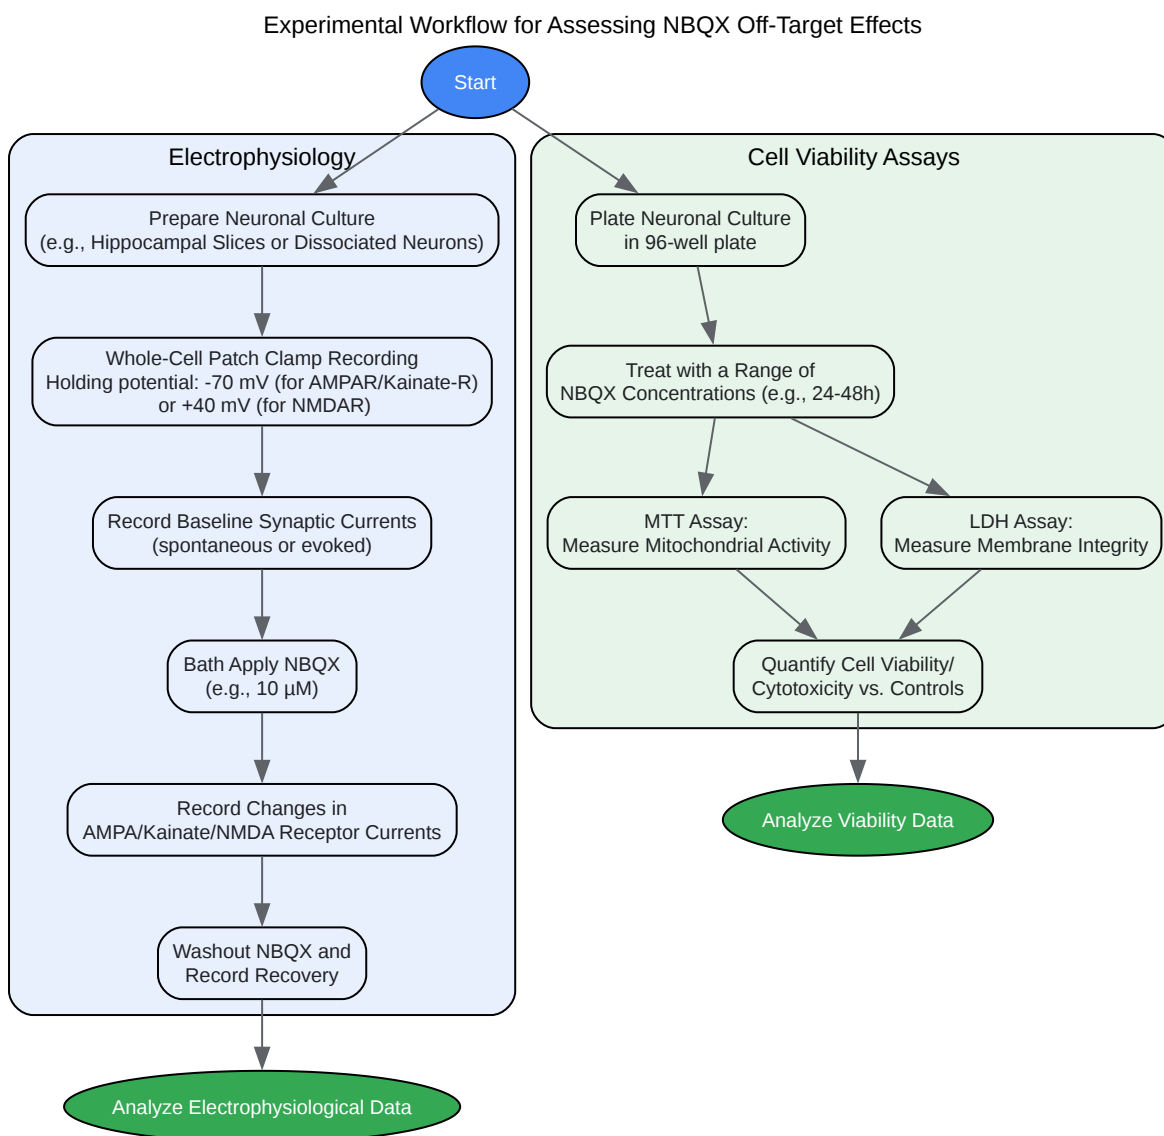 Experimental Workflow for Assessing NBQX Off-Target Effects
Start
Electrophysiology
Prepare Neuronal Culture
(e.g., Hippocampal Slices or Dissociated Neurons)
Whole-Cell Patch Clamp Recording
Holding potential: -70 mV (for AMPAR/Kainate-R)
or +40 mV (for NMDAR)
Record Baseline Synaptic Currents
(spontaneous or evoked)
Bath Apply NBQX
(e.g., 10 µM)
Record Changes in
AMPA/Kainate/NMDA Receptor Currents
Washout NBQX and
Record Recovery
Analyze Electrophysiological Data
Cell Viability Assays
Plate Neuronal Culture
in 96-well plate
Treat with a Range of
NBQX Concentrations (e.g., 24-48h)
MTT Assay:
Measure Mitochondrial Activity
LDH Assay:
Measure Membrane Integrity
Quantify Cell Viability/
Cytotoxicity vs. Controls
Analyze Viability Data